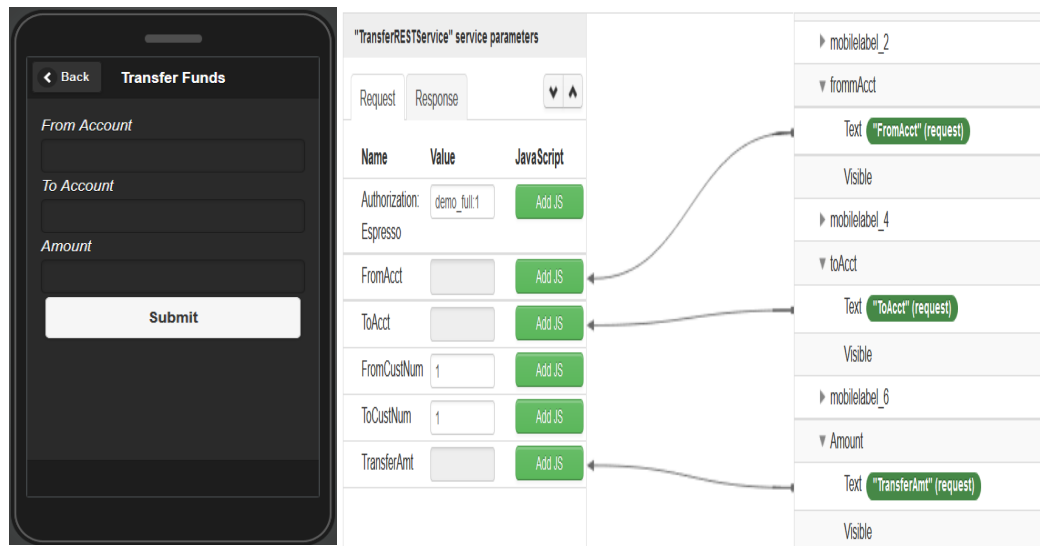 Back Transfer Funds
From Account
To Account
Amount
Submit
"TransferRESTService" service parameters
Request Response
Name Value JavaScript
Authorization: demo_full:1 Add JS
Espresso
FromAcct Add JS
ToAcct Add JS
FromCustNum 1 Add JS
ToCustNum 1 Add JS
TransferAmt Add JS
mobilelabel_2
frommAcct
Text "FromAcct" (request)
Visible
mobilelabel_4
toAcct
Text "ToAcct" (request)
Visible
mobilelabel_6
Amount
Text "TransferAmt" (request)
Visible